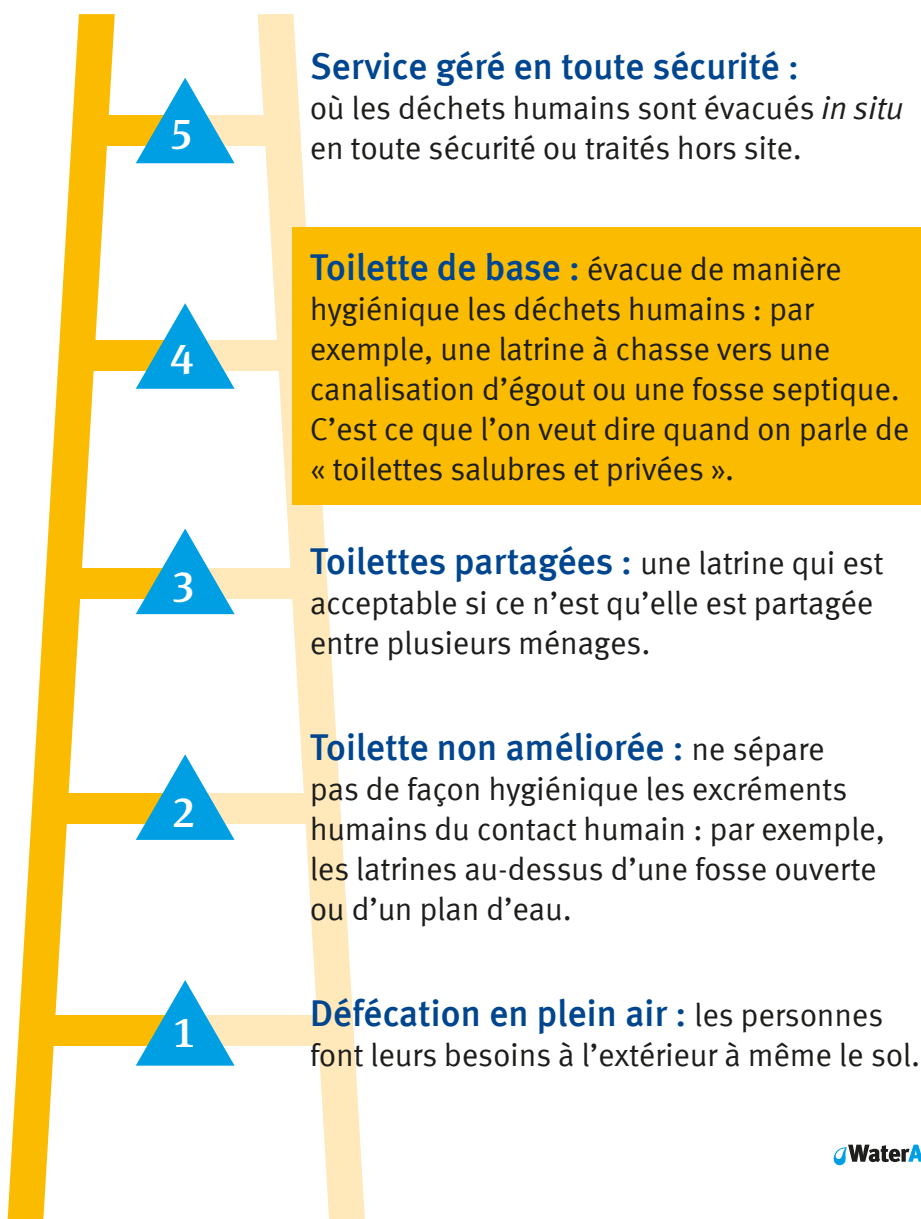 5
Service géré en toute sécurité :
où les déchets humains sont évacués in situ
en toute sécurité ou traités hors site.
4
Toilette de base : évacue de manière
hygiénique les déchets humains : par
exemple, une latrine à chasse vers une
canalisation d’égout ou une fosse septique.
C’est ce que l’on veut dire quand on parle de
« toilettes salubres et privées ».
3
Toilettes partagées : une latrine qui est
acceptable si ce n’est qu’elle est partagée
entre plusieurs ménages.
2
Toilette non améliorée : ne sépare
pas de façon hygiénique les excréments
humains du contact humain : par exemple,
les latrines au-dessus d’une fosse ouverte
ou d’un plan d’eau.
1
Défécation en plein air : les personnes
font leurs besoins à l’extérieur à même le sol.
WaterA